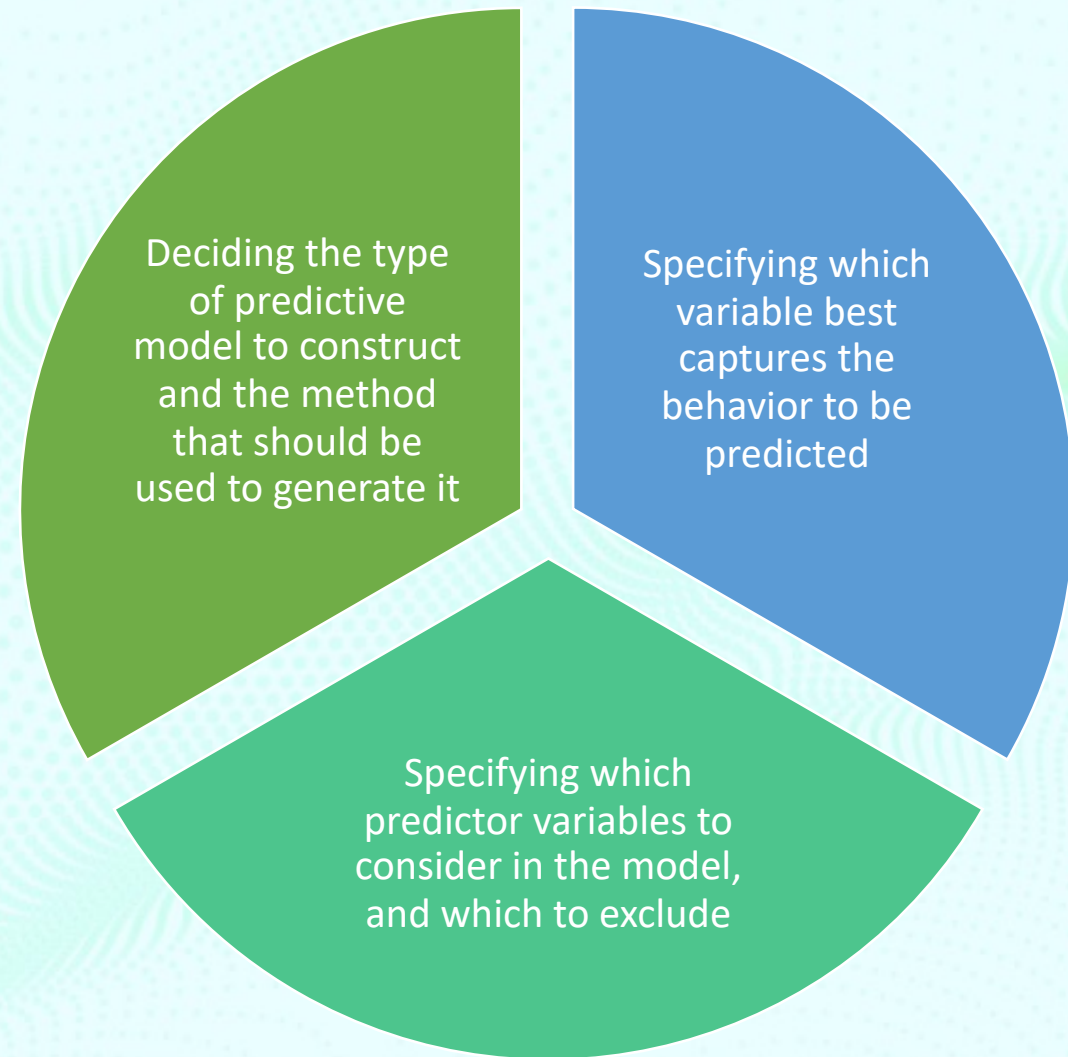 Deciding the type
of predictive
model to construct
and the method
that should be
used to generate it
Specifying which
variable best
captures the
behavior to be
predicted
Specifying which
predictor variables to
consider in the model,
and which to exclude